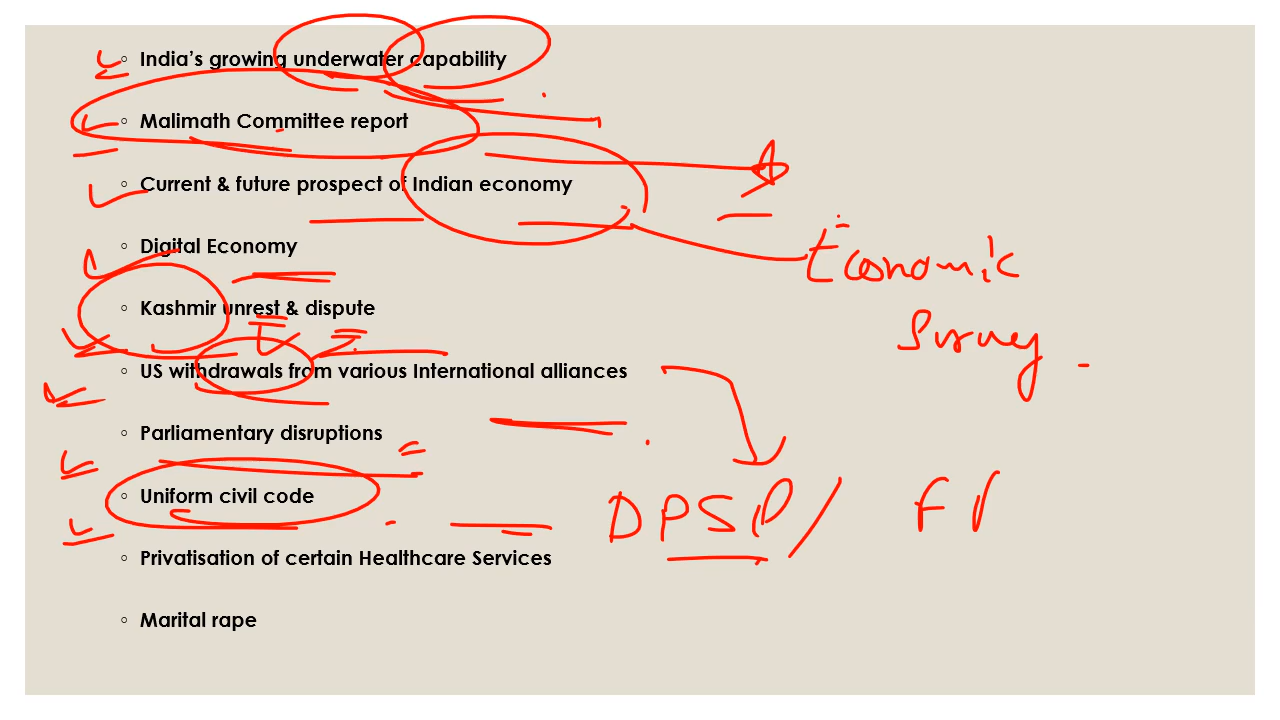 ◦ India's growing underwater capability
◦ Malimath Committee report
◦ Current & future prospect of Indian economy
◦ Digital Economy
Economic
◦ Kashmir unrest & dispute
Survey
◦ US withdrawals from various International alliances
◦ Parliamentary disruptions
◦ Uniform civil code
DPSP/
◦ Privatisation of certain Healthcare Services
◦ Marital rape